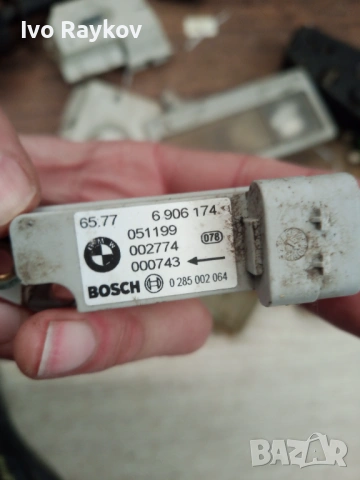 Ivo Raykov
65.77 6 906 174
051199
002774 078
000743
BOSCH 0 285 002 064
BAZAR